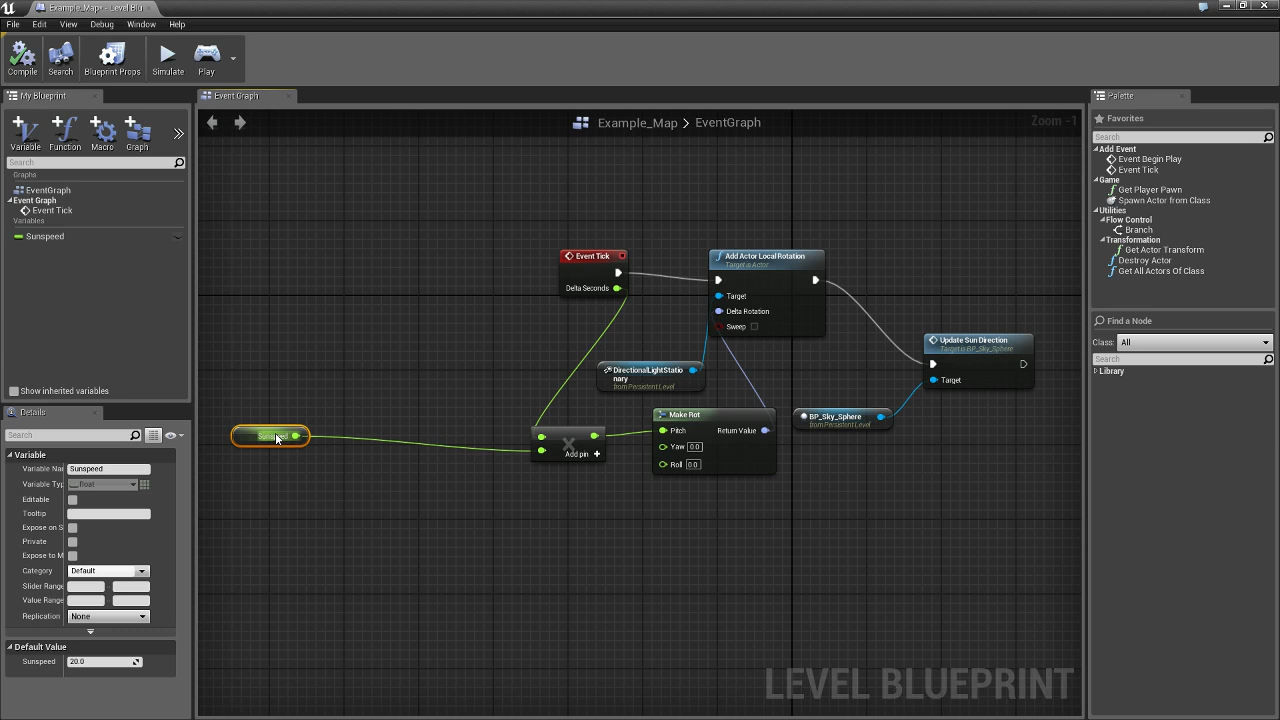 Example_Map* - Level Blu
File Edit View Debug Window Help
Compile Search Blueprint Props Simulate Play
My Blueprint
Variable Function Macro Graph
Search
Graphs
EventGraph
Event Graph
Event Tick
Variables
Sunspeed
Show inherited variables
Details
Search
Variable
Variable Na Sunspeed
Variable Typ Float
Editable
Tooltip
Expose on S
Private
Expose to M
Category Default
Slider Range
Value Range
Replication None
Default Value
Sunspeed 20.0
Event Graph
Example_Map > EventGraph
Zoom -1
Event Tick
Delta Seconds
Add Actor Local Rotation
Target is Actor
Target
Delta Rotation
Sweep
Update Sun Direction
Target is BP_Sky_Sphere
Target
DirectionalLightStatio
nary
from Persistent Level
Make Rot
Pitch Return Value
Yaw 0.0
Roll 0.0
BP_Sky_Sphere
from Persistent Level
Sunspeed
Add pin +
LEVEL BLUEPRINT
Palette
Favorites
Search
Add Event
Event Begin Play
Event Tick
Game
Get Player Pawn
Spawn Actor from Class
Utilities
Flow Control
Branch
Transformation
Get Actor Transform
Destroy Actor
Get All Actors Of Class
Find a Node
Class: All
Search
Library